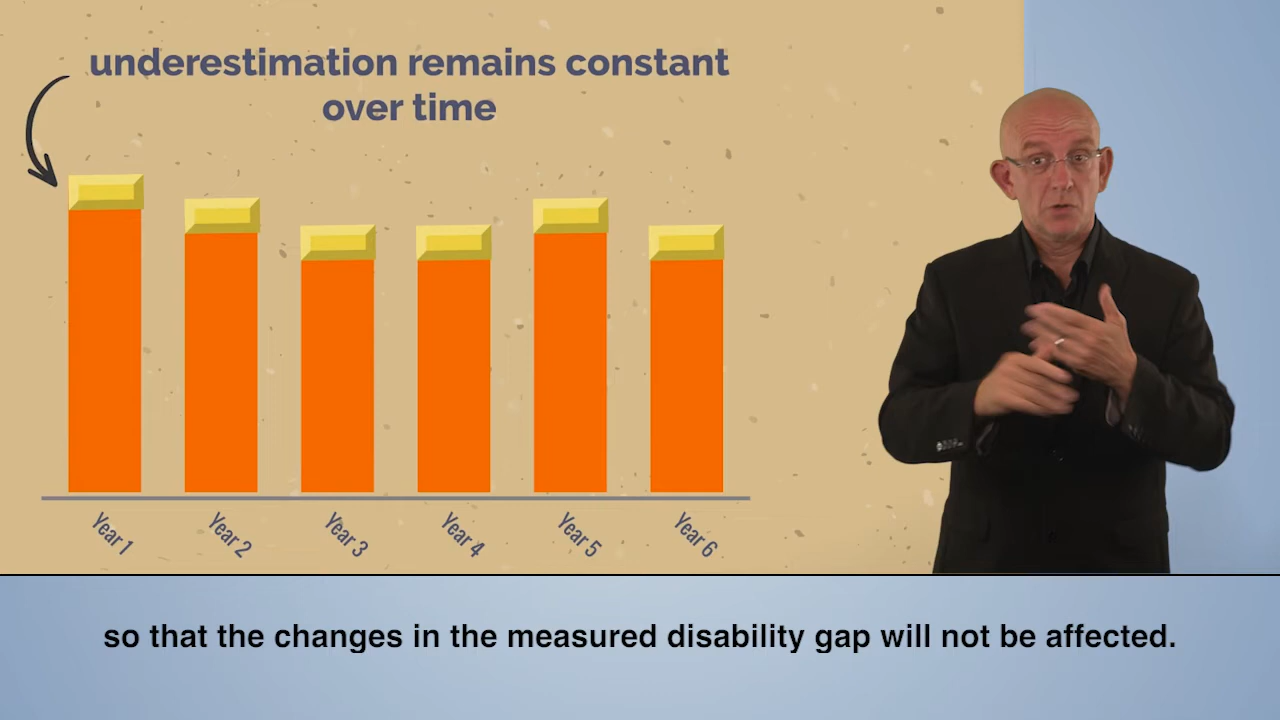 underestimation remains constant
over time
Year 1
Year 2
Year 3
Year 4
Year 5
Year 6
so that the changes in the measured disability gap will not be affected.